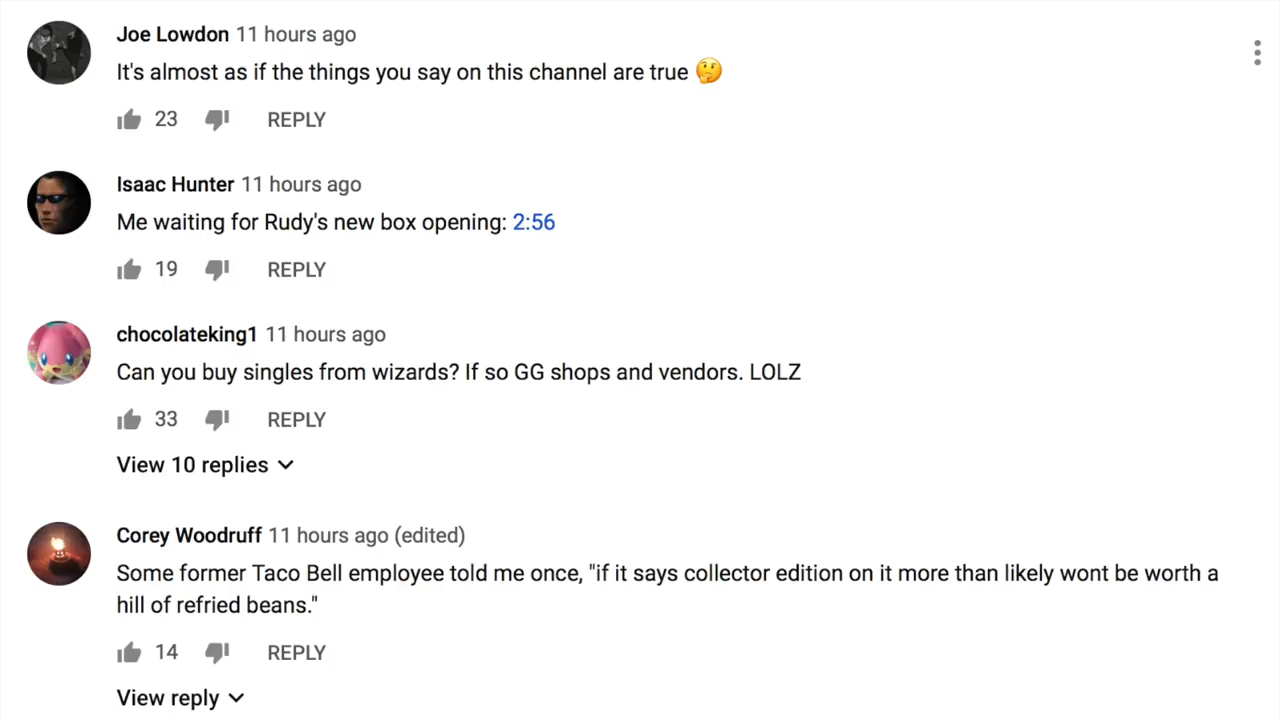 Joe Lowdon 11 hours ago
It's almost as if the things you say on this channel are true 🤔
23 REPLY
Isaac Hunter 11 hours ago
Me waiting for Rudy's new box opening: 2:56
19 REPLY
chocolateking1 11 hours ago
Can you buy singles from wizards? If so GG shops and vendors. LOLZ
33 REPLY
View 10 replies
Corey Woodruff 11 hours ago (edited)
Some former Taco Bell employee told me once, "if it says collector edition on it more than likely wont be worth a
hill of refried beans."
14 REPLY
View reply